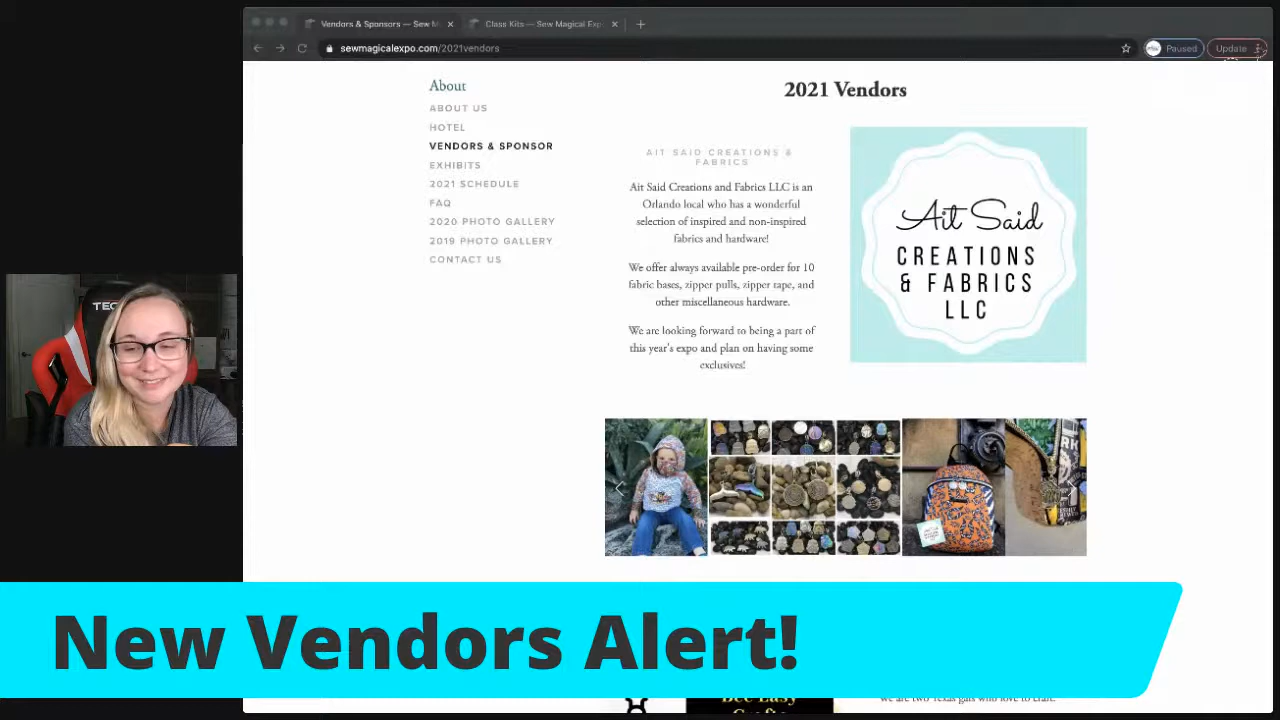 Vendors & Sponsors — Sew M
Class Kits — Sew Magical Exp
sewmagicalexpo.com/2021vendors
Paused
Update
About
ABOUT US
HOTEL
VENDORS & SPONSOR
EXHIBITS
2021 SCHEDULE
FAQ
2020 PHOTO GALLERY
2019 PHOTO GALLERY
CONTACT US
2021 Vendors
AIT SAID CREATIONS &
FABRICS
Ait Said Creations and Fabrics LLC is an
Orlando local who has a wonderful
selection of inspired and non-inspired
fabrics and hardware!
We offer always available pre-order for 10
fabric bases, zipper pulls, zipper tape, and
other miscellaneous hardware.
We are looking forward to being a part of
this year's expo and plan on having some
exclusives!
Ait Said
CREATIONS
& FABRICS
LLC
TEC
New Vendors Alert!
Bee Easy
Crafts
we are two Texas gals who love to craft.